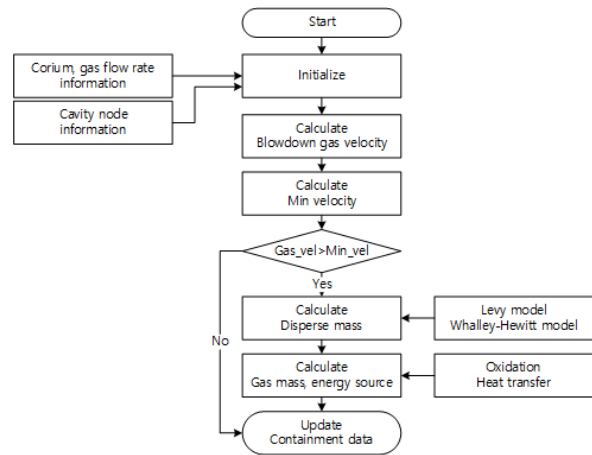 Start
Corium, gas flow rate
information
Initialize
Cavity node
information
Calculate
Blowdown gas velocity
Calculate
Min velocity
Gas_vel>Min_vel
Yes
Calculate
Disperse mass
Levy model
Whalley-Hewitt model
No
Calculate
Gas mass, energy source
Oxidation
Heat transfer
Update
Containment data